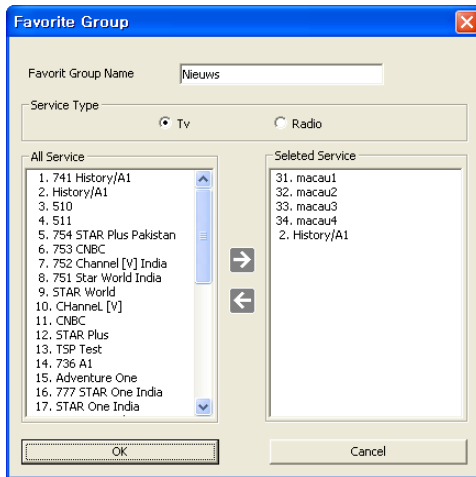 Favorite Group
Favorit Group Name
Nieuws
Service Type
Tv
Radio
All Service
1. 741 History/A1
2. History/A1
3. 510
4. 511
5. 754 STAR Plus Pakistan
6. 753 CNBC
7. 752 Channel [V] India
8. 751 Star World India
9. STAR World
10. CHanneL [V]
11. CNBC
12. STAR Plus
13. TSP Test
14. 736 A1
15. Adventure One
16. 777 STAR One India
17. STAR One India
Seleted Service
31. macau1
32. macau2
33. macau3
34. macau4
2. History/A1
OK
Cancel